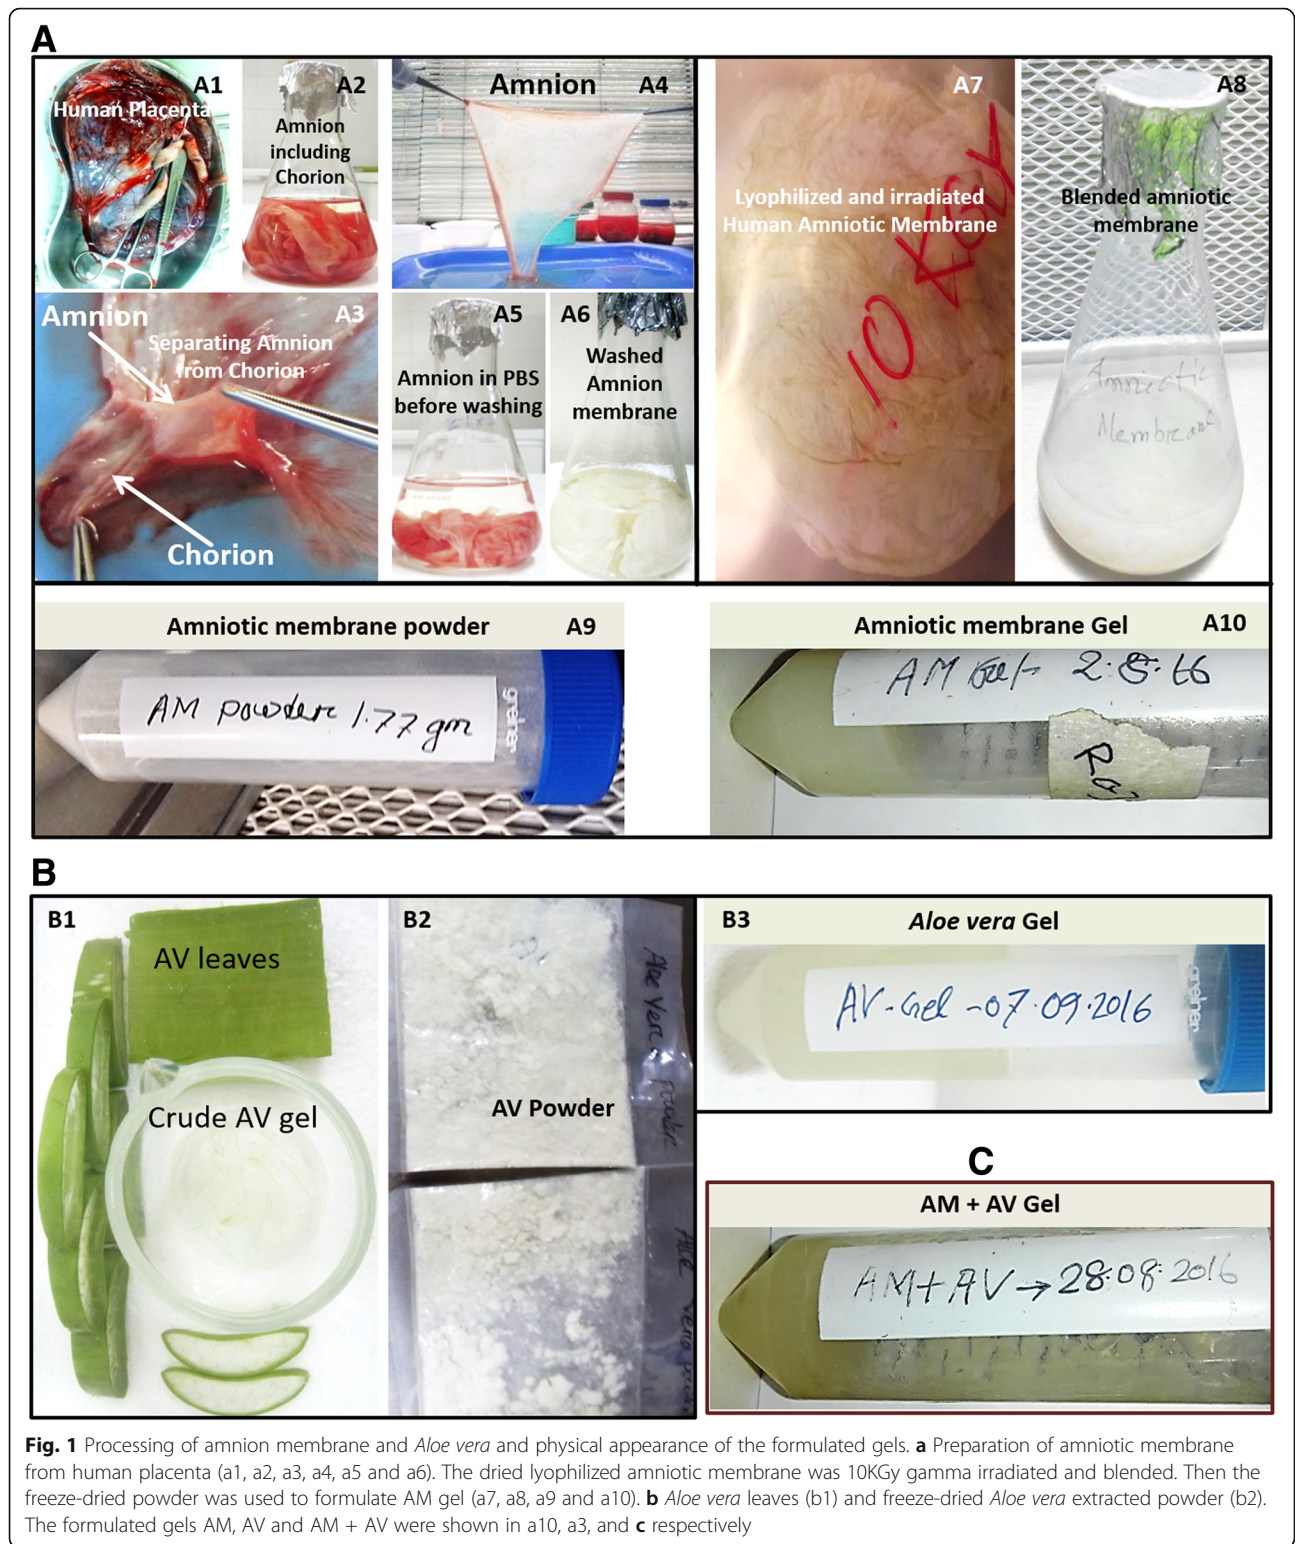 A
A1
Human Placenta
A2
Amnion
including
Chorion
Amnion
A4
A3
Amnion
Separating Amnion
from Chorion
Chorion
A5
Amnion in PBS
before washing
A6
Washed
Amnion
membrane
A7
Lyophilized and irradiated
Human Amniotic Membrane
10 KGy
A8
Blended amniotic
membrane
Amniotic
Membrane
Amniotic membrane powder
A9
AM powder 1.77 gm
greiner
Amniotic membrane Gel
A10
AM Gel-
B
B1
AV leaves
Crude AV gel
B2
Aloe Vera powder
AV Powder
B3
Aloe vera Gel
AV-Gel-07.09.2016
greiner
C
AM + AV Gel
AM+AV→28.08.2016
Fig. 1 Processing of amnion membrane and Aloe vera and physical appearance of the formulated gels. a Preparation of amniotic membrane
from human placenta (a1, a2, a3, a4, a5 and a6). The dried lyophilized amniotic membrane was 10KGy gamma irradiated and blended. Then the
freeze-dried powder was used to formulate AM gel (a7, a8, a9 and a10). b Aloe vera leaves (b1) and freeze-dried Aloe vera extracted powder (b2).
The formulated gels AM, AV and AM + AV were shown in a10, a3, and c respectively